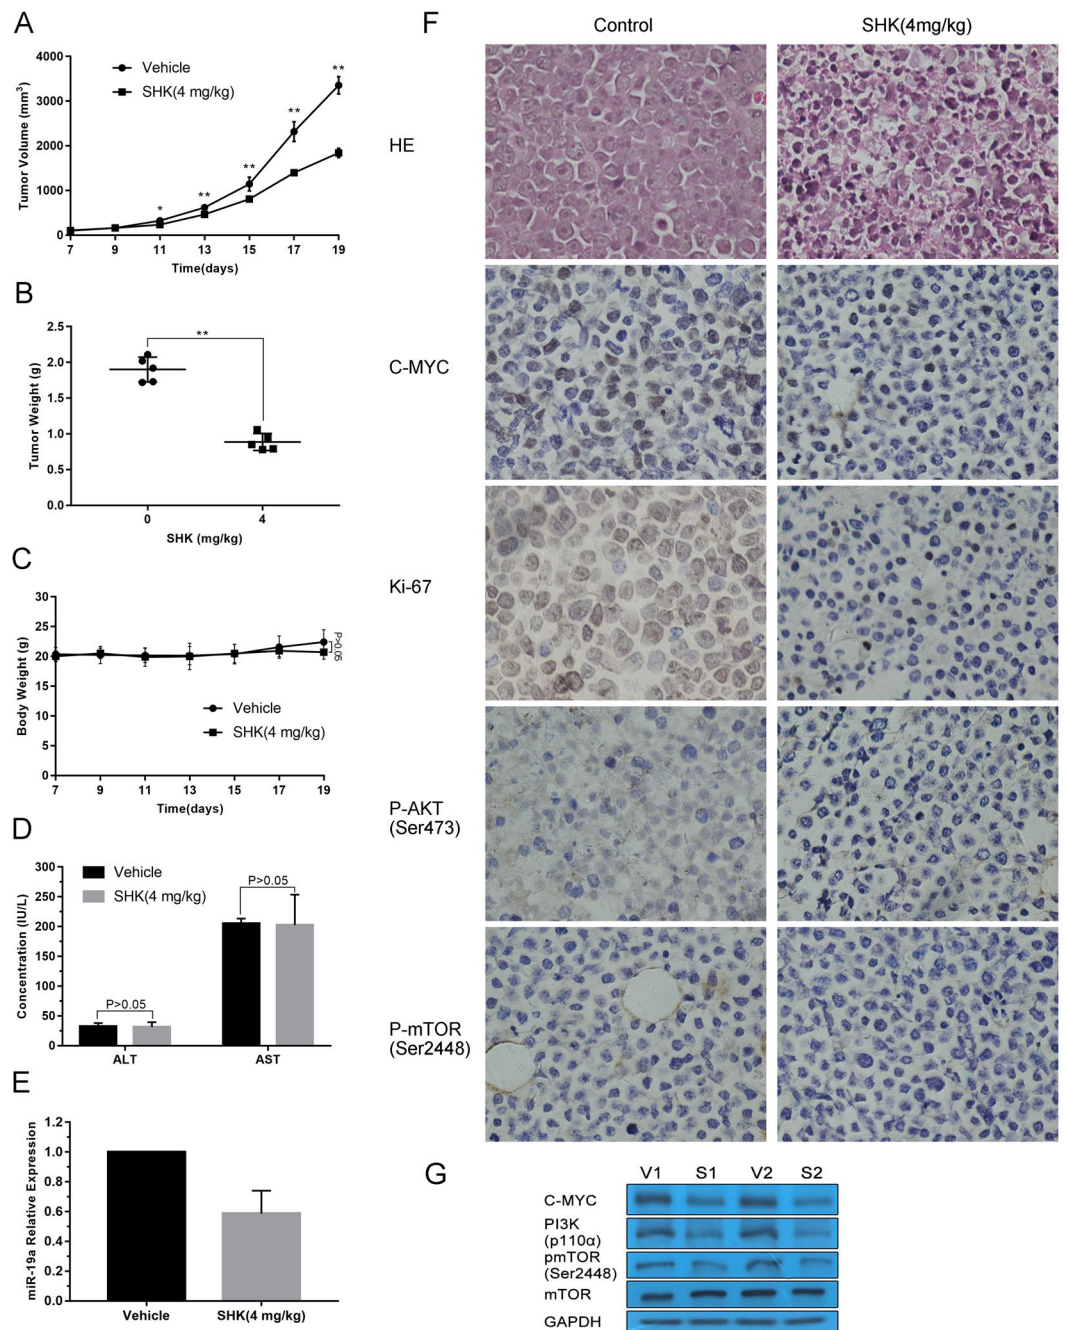 A
4000
3000
2000
1000
0
Tumor Volume (mm³)
Vehicle
SHK(4 mg/kg)
*
**
**
**
**
7 9 11 13 15 17 19
Time(days)
B
2.5
2.0
1.5
1.0
0.5
0.0
Tumor Weight (g)
**
0 4
SHK (mg/kg)
C
30
25
20
15
10
5
0
Body Weight (g)
P>0.05
Vehicle
SHK(4 mg/kg)
7 9 11 13 15 17 19
Time(days)
D
300
250
200
150
100
50
0
Concentration (IU/L)
Vehicle
SHK(4 mg/kg)
P>0.05
P>0.05
ALT AST
E
1.2
1.0
0.8
0.6
0.4
0.2
0.0
miR-19a Relative Expression
Vehicle SHK(4 mg/kg)
F
Control SHK(4mg/kg)
HE
C-MYC
Ki-67
P-AKT
(Ser473)
P-mTOR
(Ser2448)
G
V1 S1 V2 S2
C-MYC
PI3K
(p110α)
pmTOR
(Ser2448)
mTOR
GAPDH